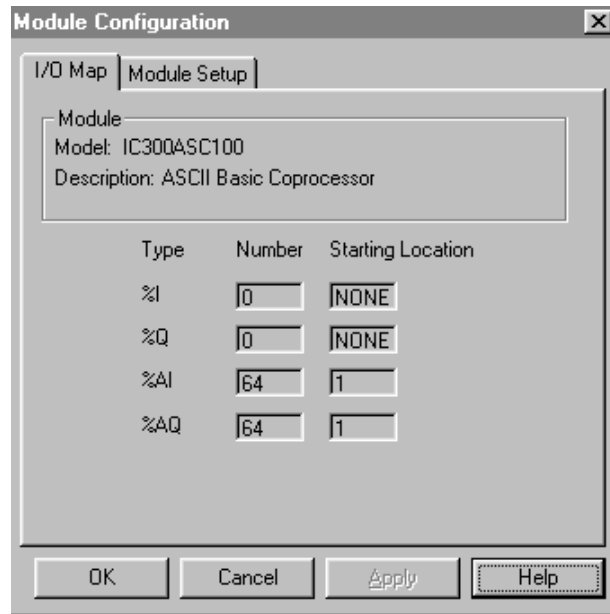 Module Configuration
I/O Map Module Setup
Module
Model: IC300ASC100
Description: ASCII Basic Coprocessor
Type Number Starting Location
%I 0 NONE
%Q 0 NONE
%AI 64 1
%AQ 64 1
OK Cancel Apply Help